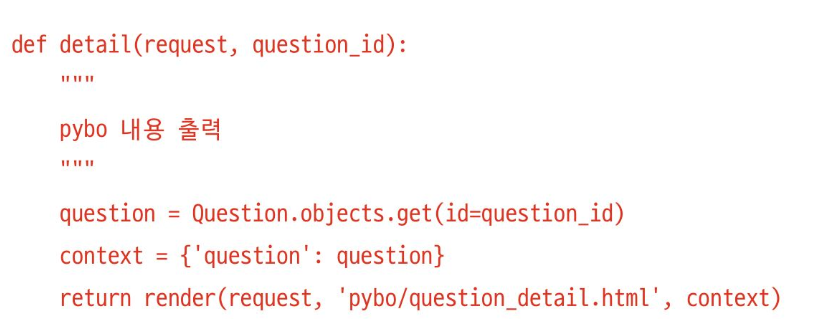 def detail(request, question_id):
    """
    pybo 내용 출력
    """
    question = Question.objects.get(id=question_id)
    context = {'question': question}
    return render(request, 'pybo/question_detail.html', context)